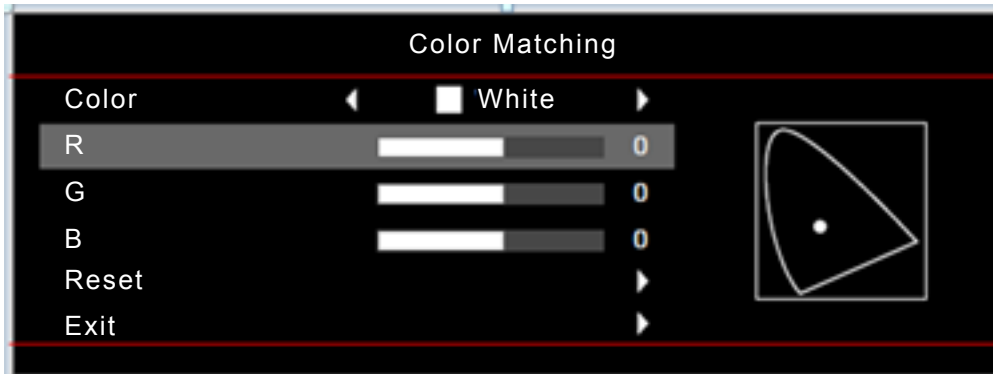 Color Matching
Color White
R 0
G 0
B 0
Reset
Exit